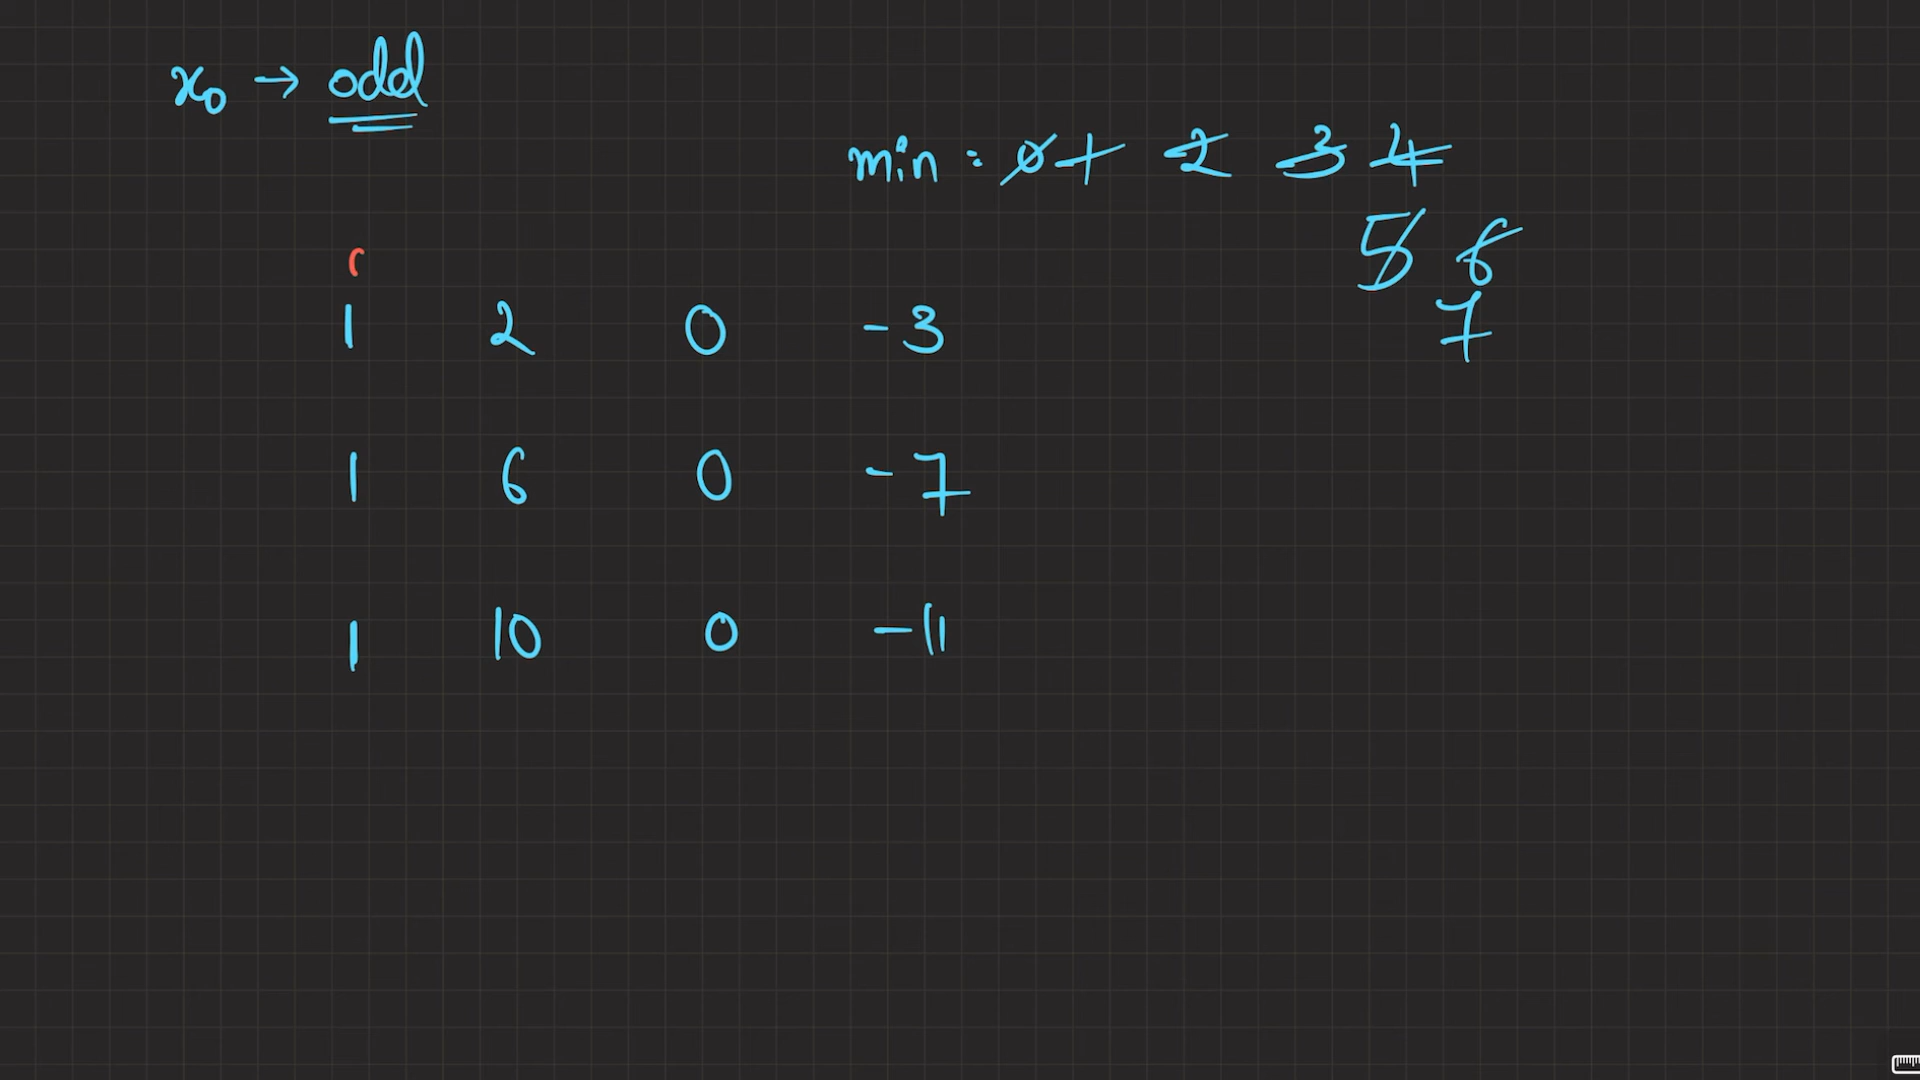 x₀ → odd
min : 0 1 2 3 4
5 6
7
1 2 0 -3
1 6 0 -7
1 10 0 -11